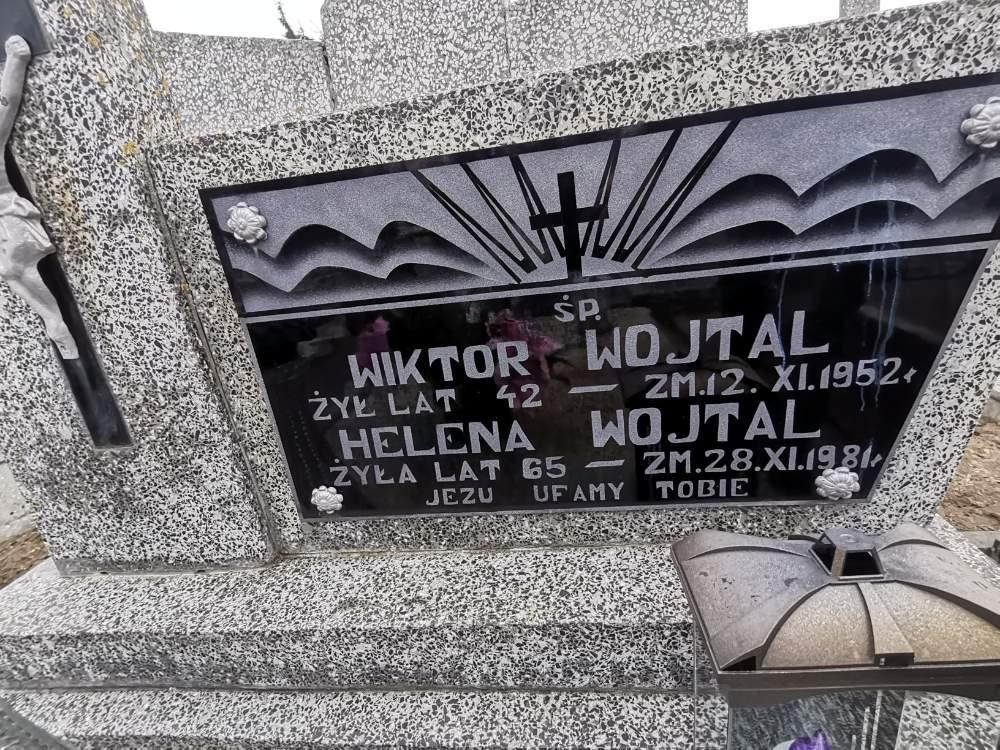 ŚP.
WIKTOR WOJTAL
ŻYŁ LAT 42 – ZM. 12. XI. 1952 r
HELENA WOJTAL
ŻYŁA LAT 65 – ZM. 28. XI. 1981 r
JEZU UFAMY TOBIE